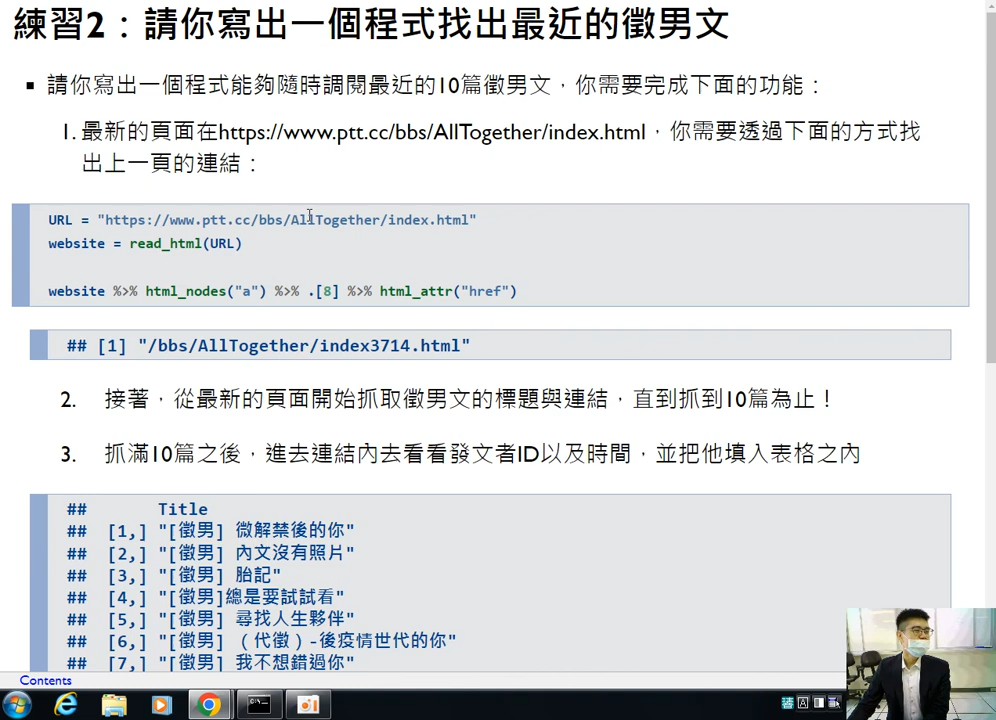 練習2：請你寫出一個程式找出最近的徵男文
▪ 請你寫出一個程式能夠隨時調閱最近的10篇徵男文，你需要完成下面的功能：
1. 最新的頁面在https://www.ptt.cc/bbs/AllTogether/index.html，你需要透過下面的方式找
出上一頁的連結：
URL = "https://www.ptt.cc/bbs/AllTogether/index.html"
website = read_html(URL)
website %>% html_nodes("a") %>% .[8] %>% html_attr("href")
## [1] "/bbs/AllTogether/index3714.html"
2. 接著，從最新的頁面開始抓取徵男文的標題與連結，直到抓到10篇為止！
3. 抓滿10篇之後，進去連結內去看看發文者ID以及時間，並把他填入表格之內
## Title
## [1,] "[徵男] 微解禁後的你"
## [2,] "[徵男] 內文沒有照片"
## [3,] "[徵男] 胎記"
## [4,] "[徵男]總是要試試看"
## [5,] "[徵男] 尋找人生夥伴"
## [6,] "[徵男] （代徵）-後疫情世代的你"
## [7,] "[徵男] 我不想錯過你"
Contents